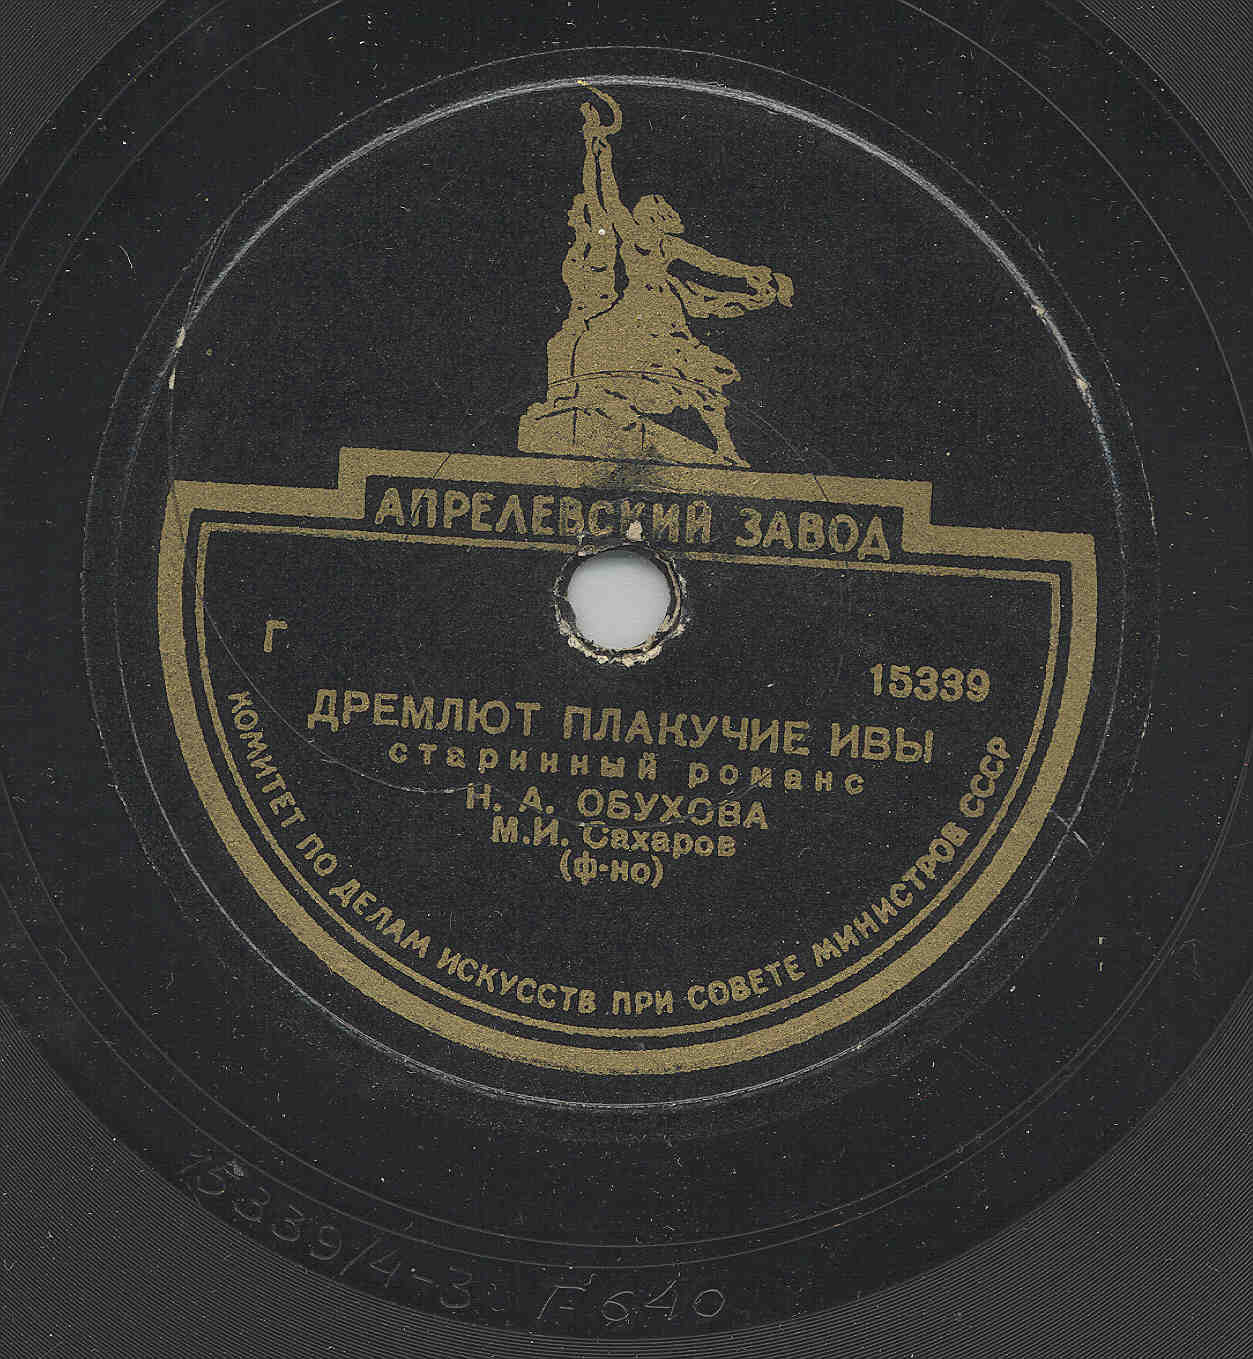 АПРЕЛЕВСКИЙ ЗАВОД
Г
15339
ДРЕМЛЮТ ПЛАКУЧИЕ ИВЫ
старинный романс
Н. А. ОБУХОВА
М.И. Сахаров
(ф-но)
КОМИТЕТ ПО ДЕЛАМ ИСКУССТВ ПРИ СОВЕТЕ МИНИСТРОВ СССР
15339/4-3 Г-640